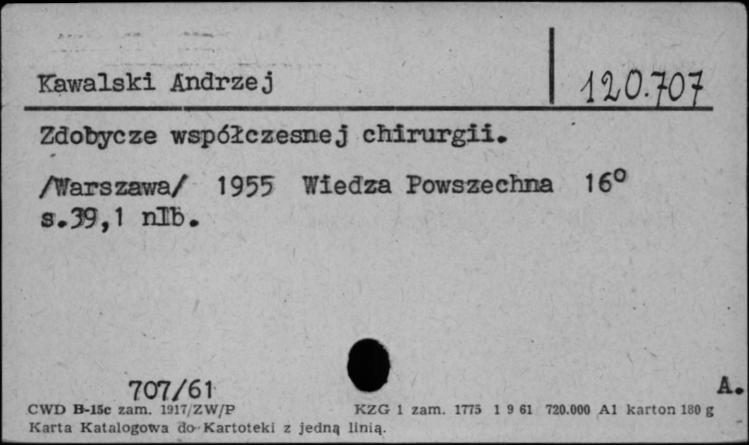 Kawalski Andrzej 120.707
Zdobycze współczesnej chirurgii.
/Warszawa/ 1955 Wiedza Powszechna 16°
s.39,1 nlb.
707/61 A.
CWD B-15c zam. 1917/ZW/P KZG 1 zam. 1775 1 9 61 720.000 A1 karton 180 g
Karta Katalogowa do Kartoteki z jedną linią.